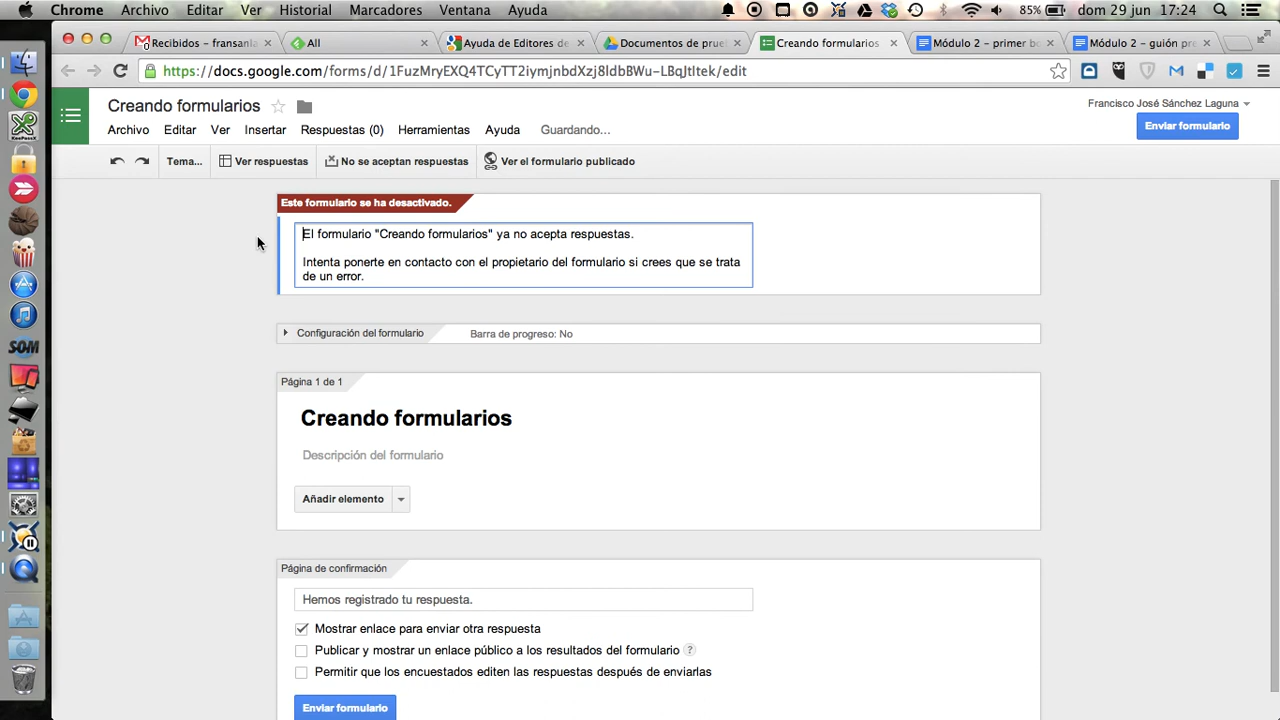 Chrome Archivo Editar Ver Historial Marcadores Ventana Ayuda 85% dom 29 jun 17:24
Recibidos – fransanla
All
Ayuda de Editores de
Documentos de prue
Creando formularios
Módulo 2 – primer bo
Módulo 2 – guión pre
https://docs.google.com/forms/d/1FuzMryEXQ4TCyTT2iymjnbdXzj8ldbBWu-LBqJtltek/edit
Creando formularios
Francisco José Sánchez Laguna
Archivo Editar Ver Insertar Respuestas (0) Herramientas Ayuda Guardando...
Enviar formulario
Tema... Ver respuestas No se aceptan respuestas Ver el formulario publicado
Este formulario se ha desactivado.
El formulario "Creando formularios" ya no acepta respuestas.
Intenta ponerte en contacto con el propietario del formulario si crees que se trata
de un error.
Configuración del formulario Barra de progreso: No
Página 1 de 1
Creando formularios
Descripción del formulario
Añadir elemento
Página de confirmación
Hemos registrado tu respuesta.
Mostrar enlace para enviar otra respuesta
Publicar y mostrar un enlace público a los resultados del formulario ?
Permitir que los encuestados editen las respuestas después de enviarlas
Enviar formulario
SOM